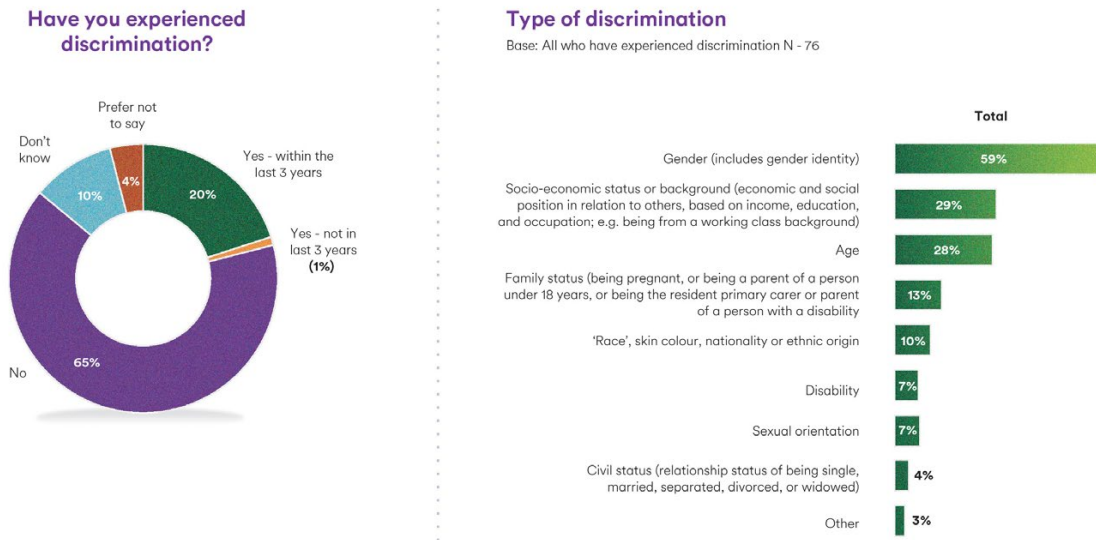 Have you experienced
discrimination?
Prefer not
to say
Don't
know
Yes - within the
last 3 years
4%
10%
20%
Yes - not in
last 3 years
(1%)
65%
No
Type of discrimination
Base: All who have experienced discrimination N - 76
Total
Gender (includes gender identity)
59%
Socio-economic status or background (economic and social
position in relation to others, based on income, education,
and occupation; e.g. being from a working class background)
29%
Age
28%
Family status (being pregnant, or being a parent of a person
under 18 years, or being the resident primary carer or parent
of a person with a disability
13%
‘Race’, skin colour, nationality or ethnic origin
10%
Disability
7%
Sexual orientation
7%
Civil status (relationship status of being single,
married, separated, divorced, or widowed)
4%
Other
3%